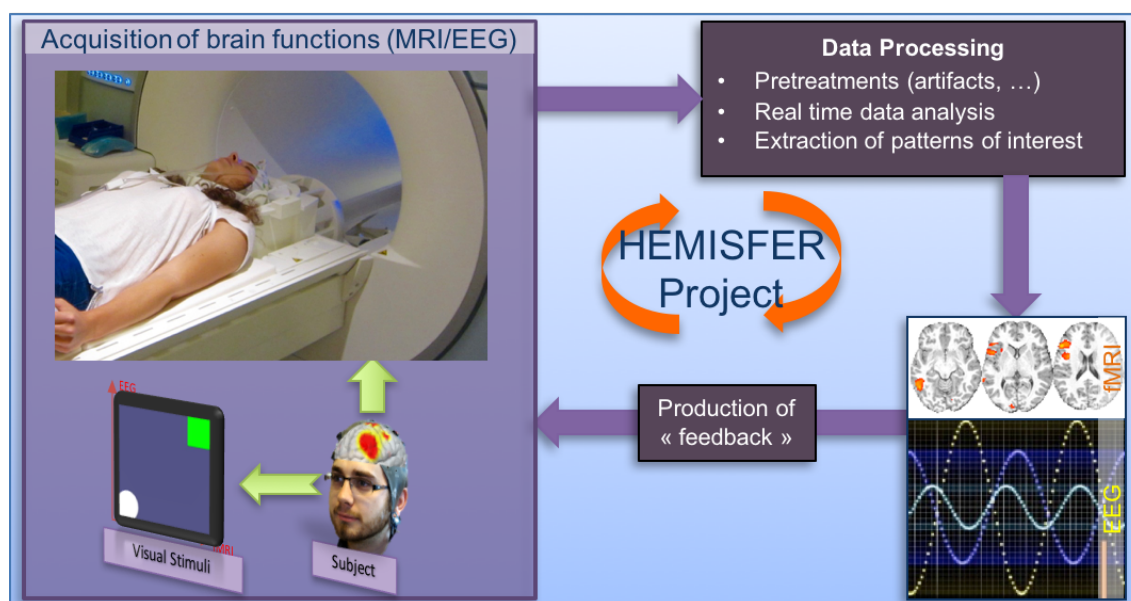 Acquisition of brain functions (MRI/EEG)
Data Processing
• Pretreatments (artifacts, …)
• Real time data analysis
• Extraction of patterns of interest
HEMISFER
Project
fMRI
EEG
Production of
« feedback »
EEG
fMRI
Visual Stimuli
Subject